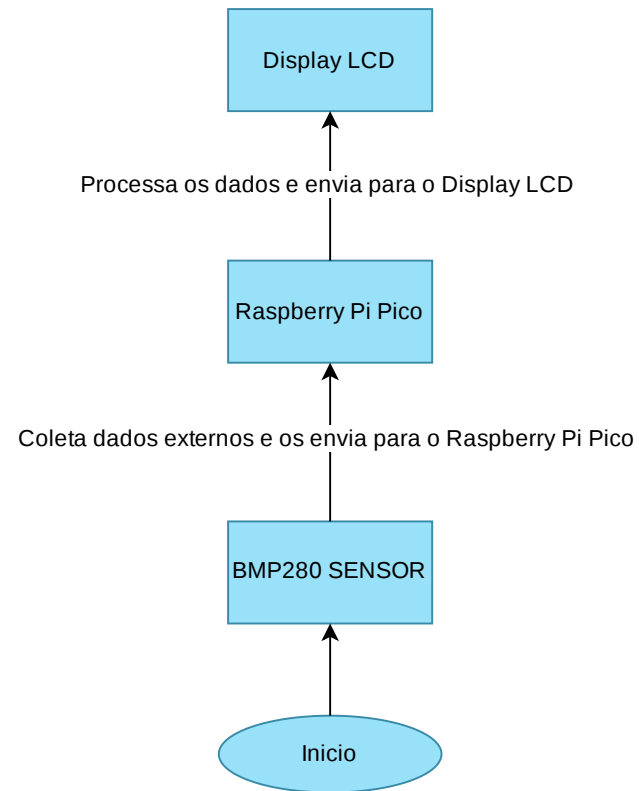 Display LCD
Processa os dados e envia para o Display LCD
Raspberry Pi Pico
Coleta dados externos e os envia para o Raspberry Pi Pico
BMP280 SENSOR
Inicio